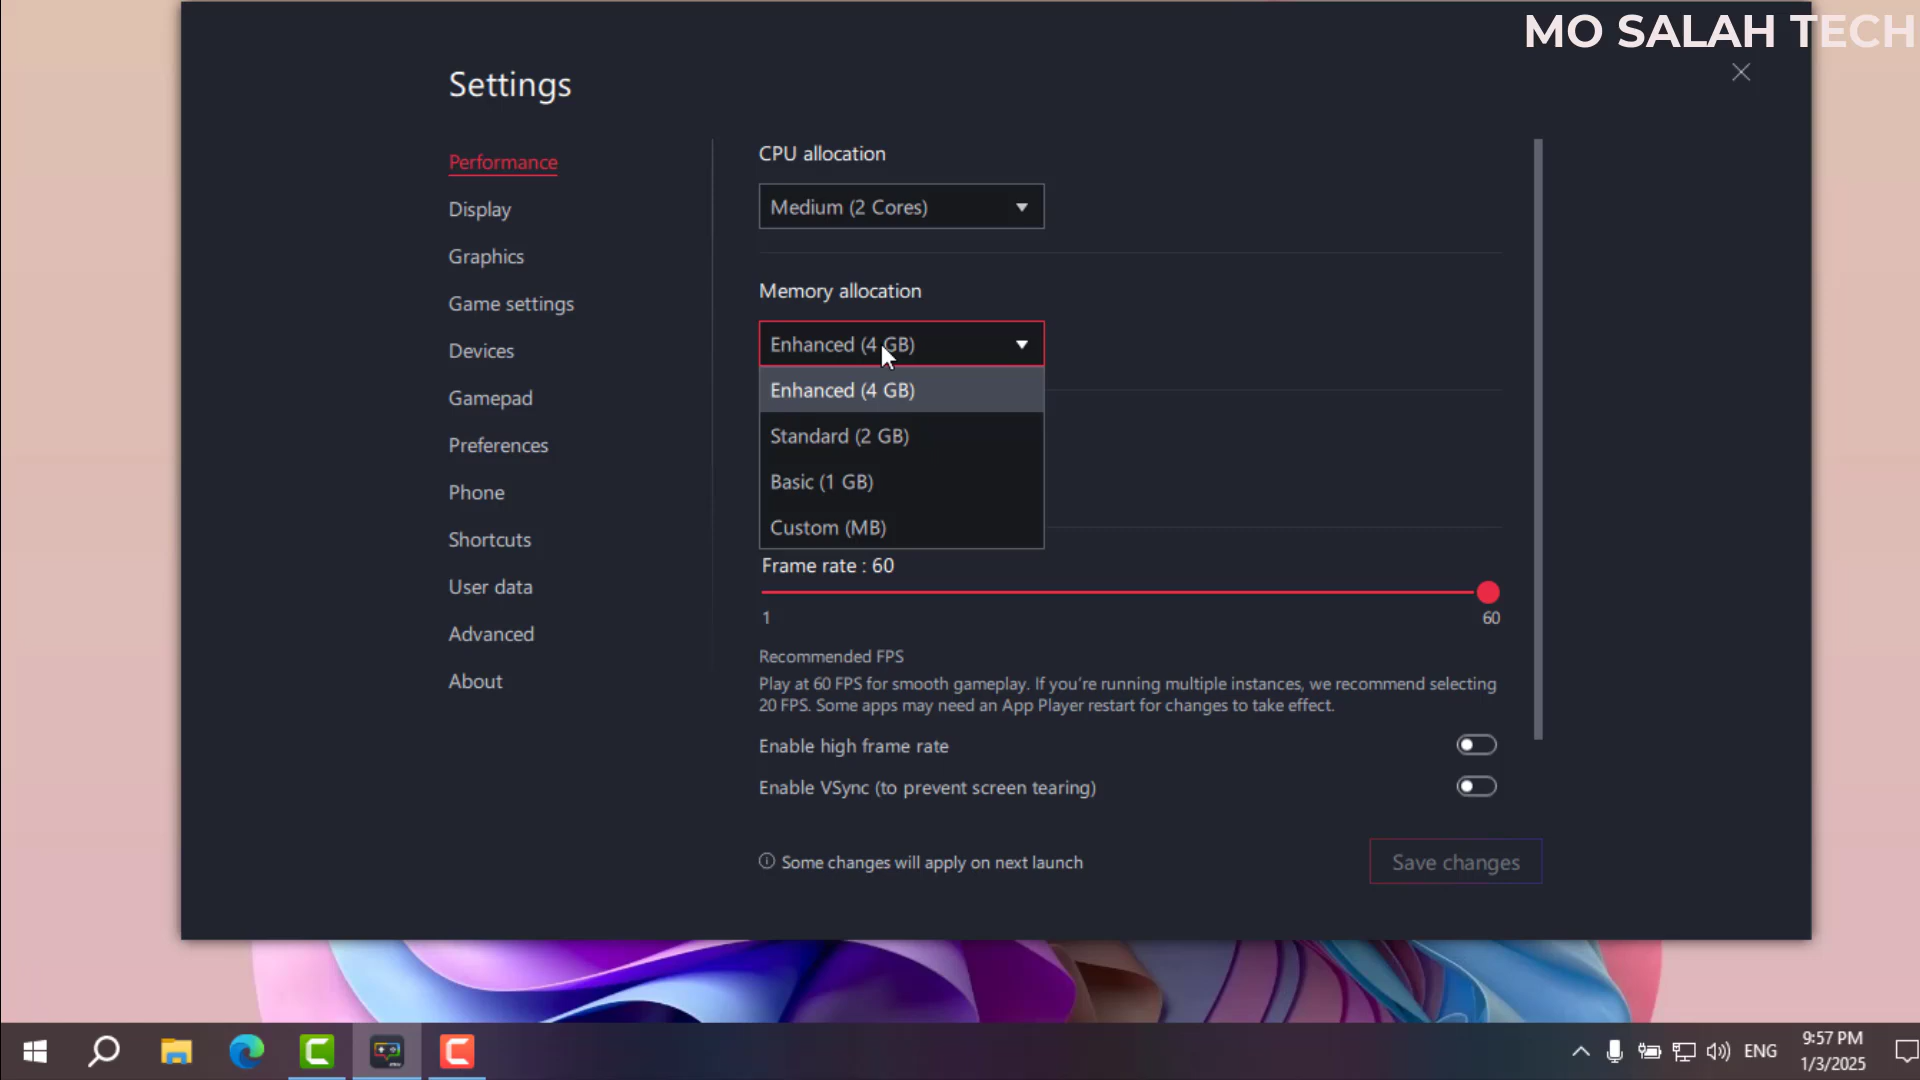 MO SALAH TECH
Settings
Performance
Display
Graphics
Game settings
Devices
Gamepad
Preferences
Phone
Shortcuts
User data
Advanced
About
CPU allocation
Medium (2 Cores)
Memory allocation
Enhanced (4 GB)
Enhanced (4 GB)
Standard (2 GB)
Basic (1 GB)
Custom (MB)
Frame rate : 60
1
60
Recommended FPS
Play at 60 FPS for smooth gameplay. If you're running multiple instances, we recommend selecting
20 FPS. Some apps may need an App Player restart for changes to take effect.
Enable high frame rate
Enable VSync (to prevent screen tearing)
Some changes will apply on next launch
Save changes
ENG
9:57 PM
1/3/2025